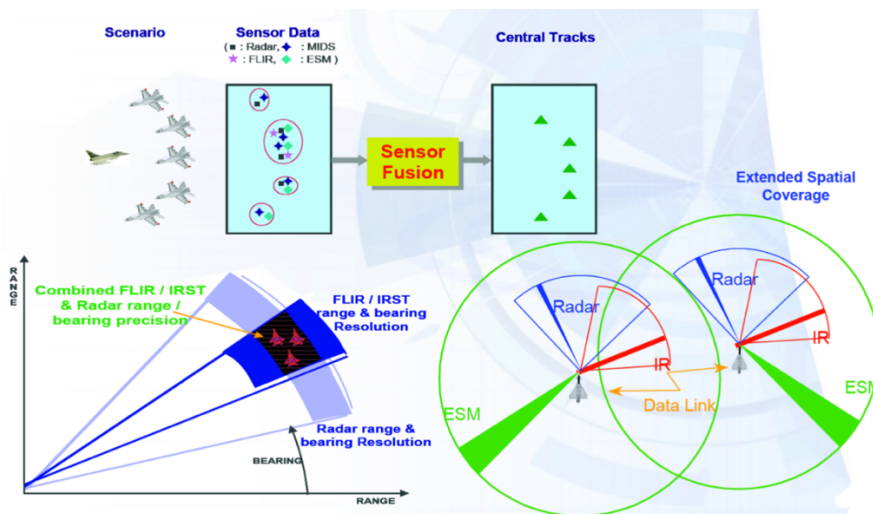 Scenario
Sensor Data
(■ : Radar, ✦ : MIDS
★ : FLIR, ◆ : ESM )
Central Tracks
Sensor
Fusion
Extended Spatial
Coverage
RANGE
Combined FLIR / IRST
& Radar range /
bearing precision
FLIR / IRST
range & bearing
Resolution
Radar range &
bearing Resolution
BEARING
RANGE
Radar
IR
ESM
Data Link
Radar
IR
ESM